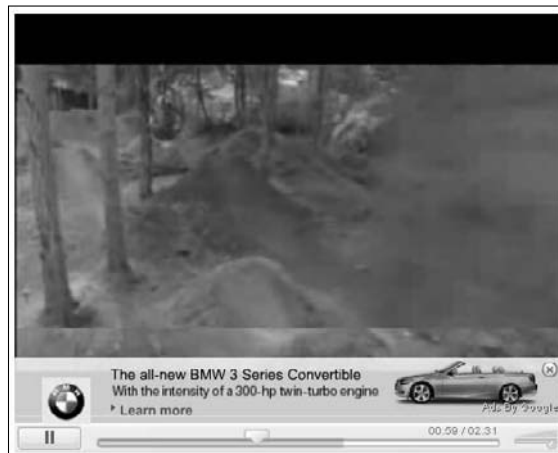 The all-new BMW 3 Series Convertible
With the intensity of a 300-hp twin-turbo engine
Learn more
Ads By Google
00:59 / 02:31